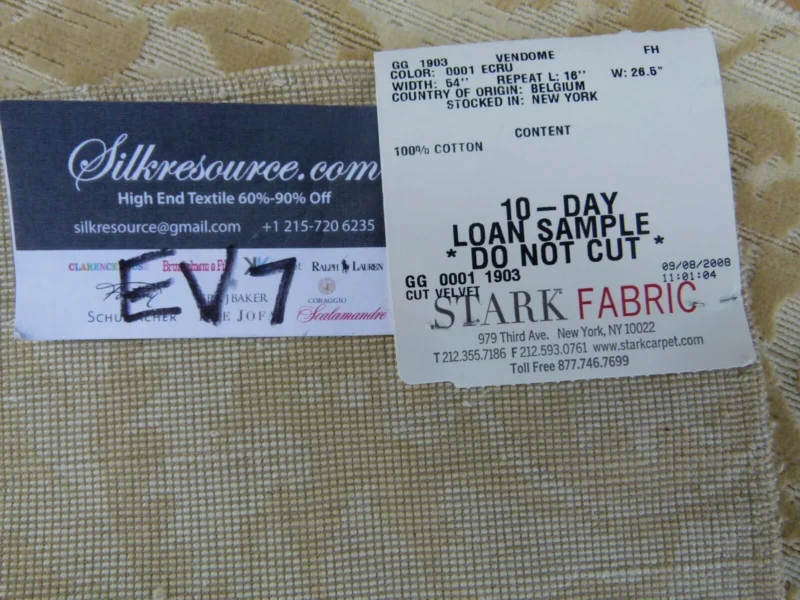 Silkresource.com
High End Textile 60%-90% Off
silkresource@gmail.com +1 215-720 6235
RALPH LAUREN
BAKER
CORAGGIO
SCHUMACHER
Scalamandre
EV7
GG 1903 VENDOME FH
COLOR: 0001 ECRU
WIDTH: 54'' REPEAT L: 16'' W: 26.5"
COUNTRY OF ORIGIN: BELGIUM
STOCKED IN: NEW YORK
CONTENT
100% COTTON
10-DAY
LOAN SAMPLE
* DO NOT CUT *
09/08/2008
GG 0001 1903 11:01:04
CUT VELVET
STARK FABRIC
979 Third Ave. New York, NY 10022
T 212.355.7186 F 212.593.0761 www.starkcarpet.com
Toll Free 877.746.7699